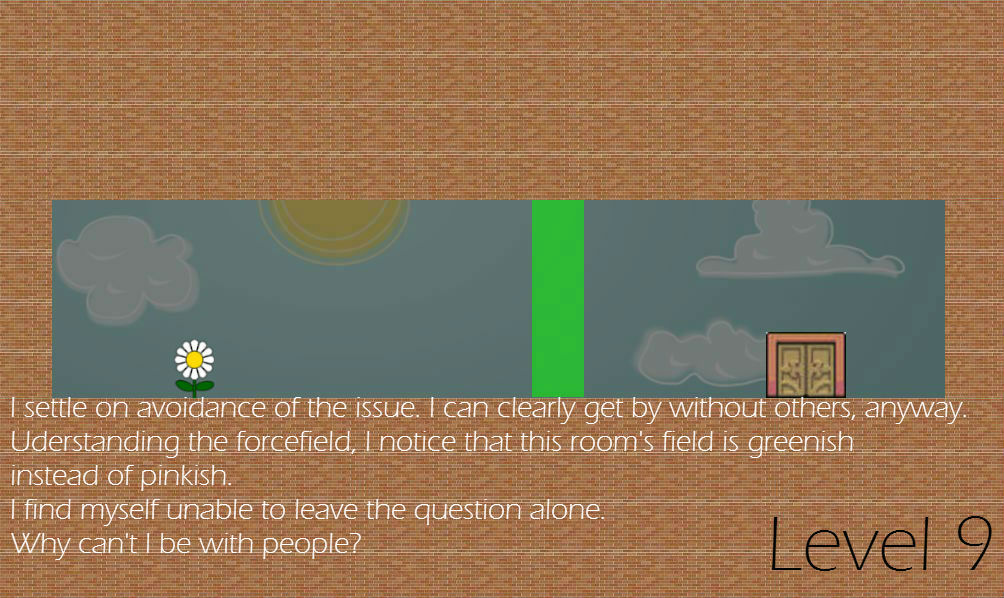 I settle on avoidance of the issue. I can clearly get by without others, anyway.
Uderstanding the forcefield, I notice that this room's field is greenish
instead of pinkish.
I find myself unable to leave the question alone.
Why can't I be with people?
Level 9